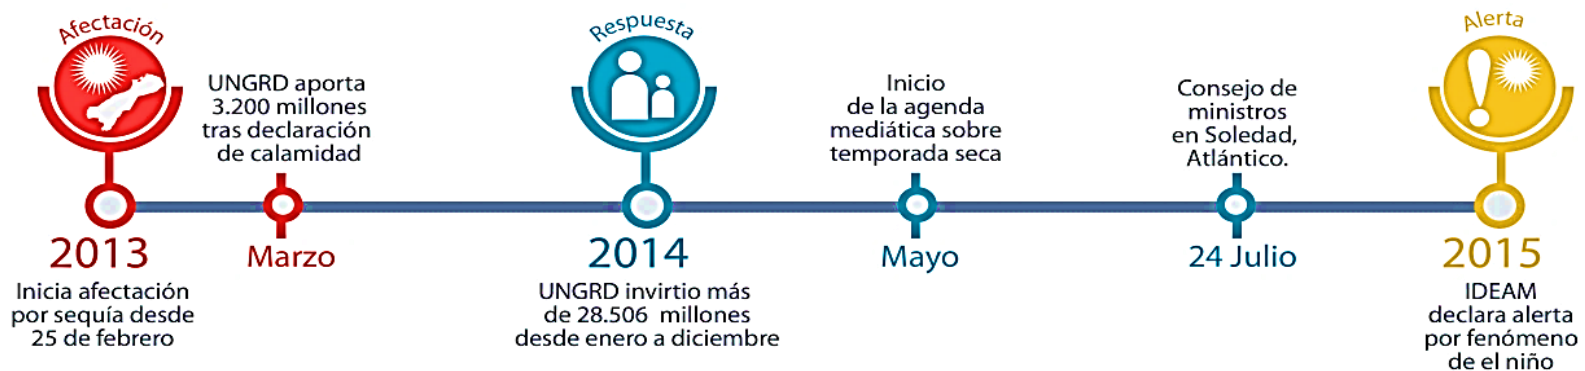 Afectación
UNGRD aporta
3.200 millones
tras declaración
de calamidad
Respuesta
Inicio
de la agenda
mediática sobre
temporada seca
Consejo de
ministros
en Soledad,
Atlántico.
Alerta
2013
Inicia afectación
por sequía desde
25 de febrero
Marzo
2014
UNGRD invirtio más
de 28.506 millones
desde enero a diciembre
Mayo
24 Julio
2015
IDEAM
declara alerta
por fenómeno
de el niño